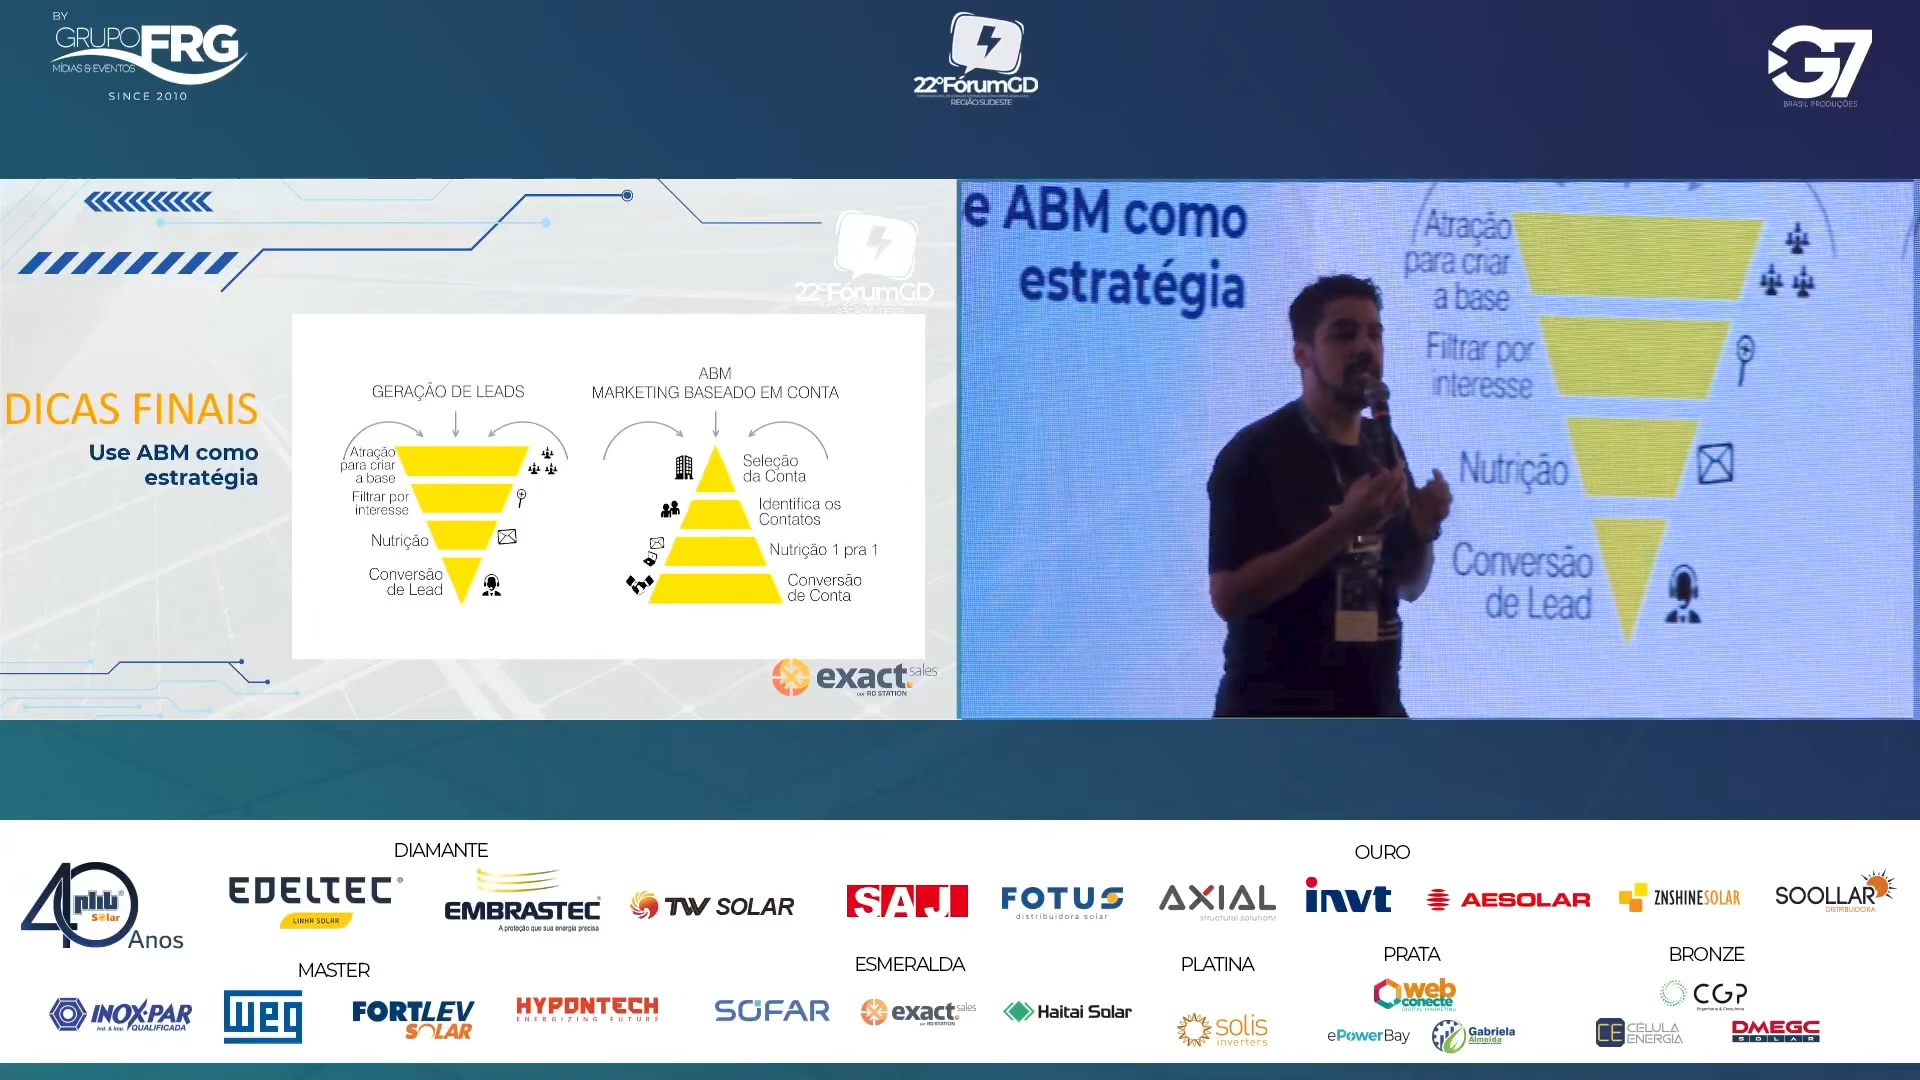 BY
GRUPO FRG
MÍDIAS & EVENTOS
SINCE 2010
22ºFórumGD
REGIÃO SUDESTE
G7
BRASIL PRODUÇÕES
22ºFórumGD
DICAS FINAIS
Use ABM como
estratégia
GERAÇÃO DE LEADS
Atração
para criar
a base
Filtrar por
interesse
Nutrição
Conversão
de Lead
ABM
MARKETING BASEADO EM CONTA
Seleção
da Conta
Identifica os
Contatos
Nutrição 1 pra 1
Conversão
de Conta
exact.sales
por RD STATION
e ABM como
estratégia
Atração
para criar
a base
Filtrar por
interesse
Nutrição
Conversão
de Lead
DIAMANTE
OURO
40 phb Solar
Anos
EDELTEC
LINHA SOLAR
EMBRASTEC
A proteção que sua energia precisa
TW SOLAR
SAJ
FOTUS
distribuidora solar
AXIAL
structural solutions
invt
AESOLAR
ZNSHINESOLAR
SOOLLAR
DISTRIBUIDORA
MASTER
ESMERALDA
PLATINA
PRATA
BRONZE
INOX-PAR
Ind. & Imp. QUALIFICADA
WEG
FORTLEV
SOLAR
HYPONTECH
ENERGIZING FUTURE
SOFAR
exact.sales
por RD STATION
Haitai Solar
solis
inverters
web
conecte
DIGITAL MARKETING
ePowerBay
Gabriela
Almeida
CGP
Engenharia & Consultoria
CE CÉLULA
ENERGIA
DMEGC
SOLAR